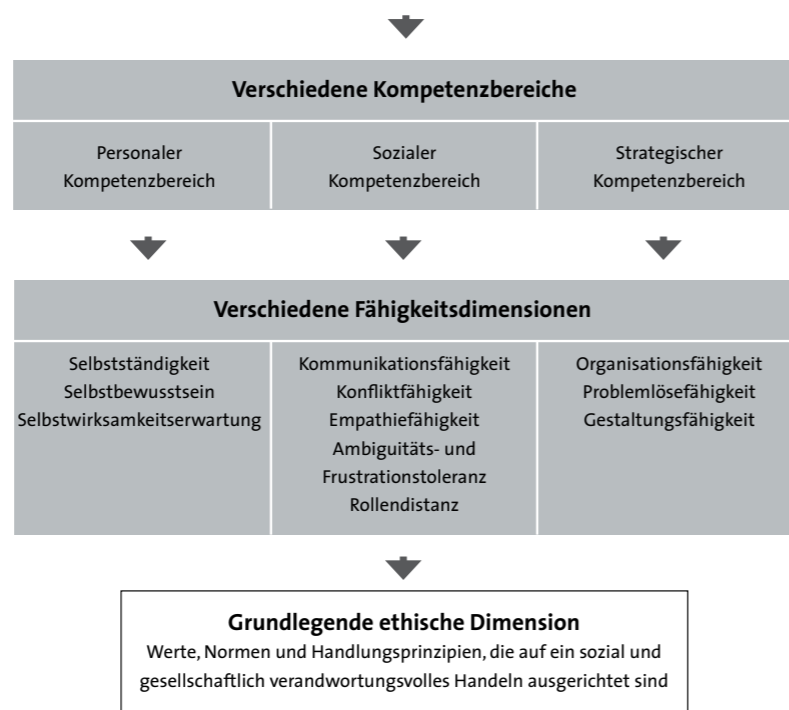 Verschiedene Kompetenzbereiche
Personaler
Kompetenzbereich
Sozialer
Kompetenzbereich
Strategischer
Kompetenzbereich
Verschiedene Fähigkeitsdimensionen
Selbstständigkeit
Selbstbewusstsein
Selbstwirksamkeitserwartung
Kommunikationsfähigkeit
Konfliktfähigkeit
Empathiefähigkeit
Ambiguitäts- und
Frustrationstoleranz
Rollendistanz
Organisationsfähigkeit
Problemlösefähigkeit
Gestaltungsfähigkeit
Grundlegende ethische Dimension
Werte, Normen und Handlungsprinzipien, die auf ein sozial und
gesellschaftlich verandwortungsvolles Handeln ausgerichtet sind